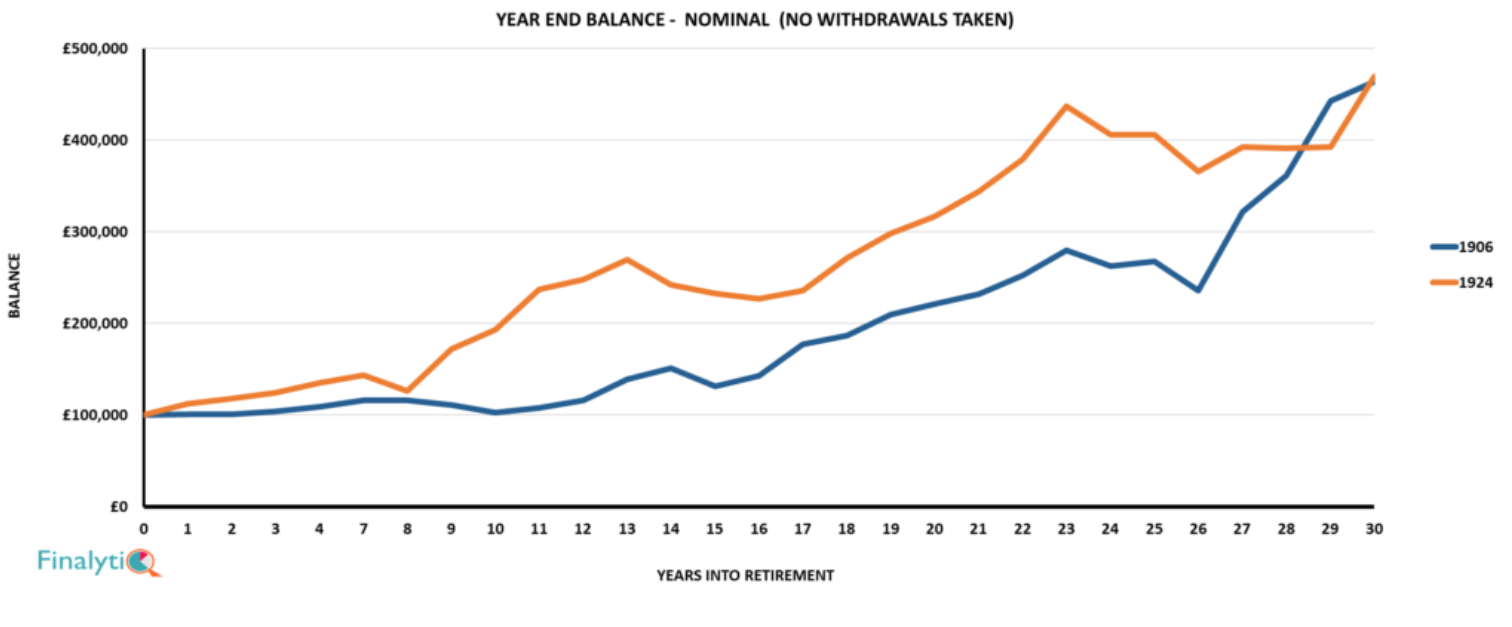 YEAR END BALANCE - NOMINAL (NO WITHDRAWALS TAKEN)
£500,000
£400,000
£300,000
£200,000
£100,000
£0
BALANCE
0 1 2 3 4 7 8 9 10 11 12 13 14 15 16 17 18 19 20 21 22 23 24 25 26 27 28 29 30
YEARS INTO RETIREMENT
1906
1924
Finalyti